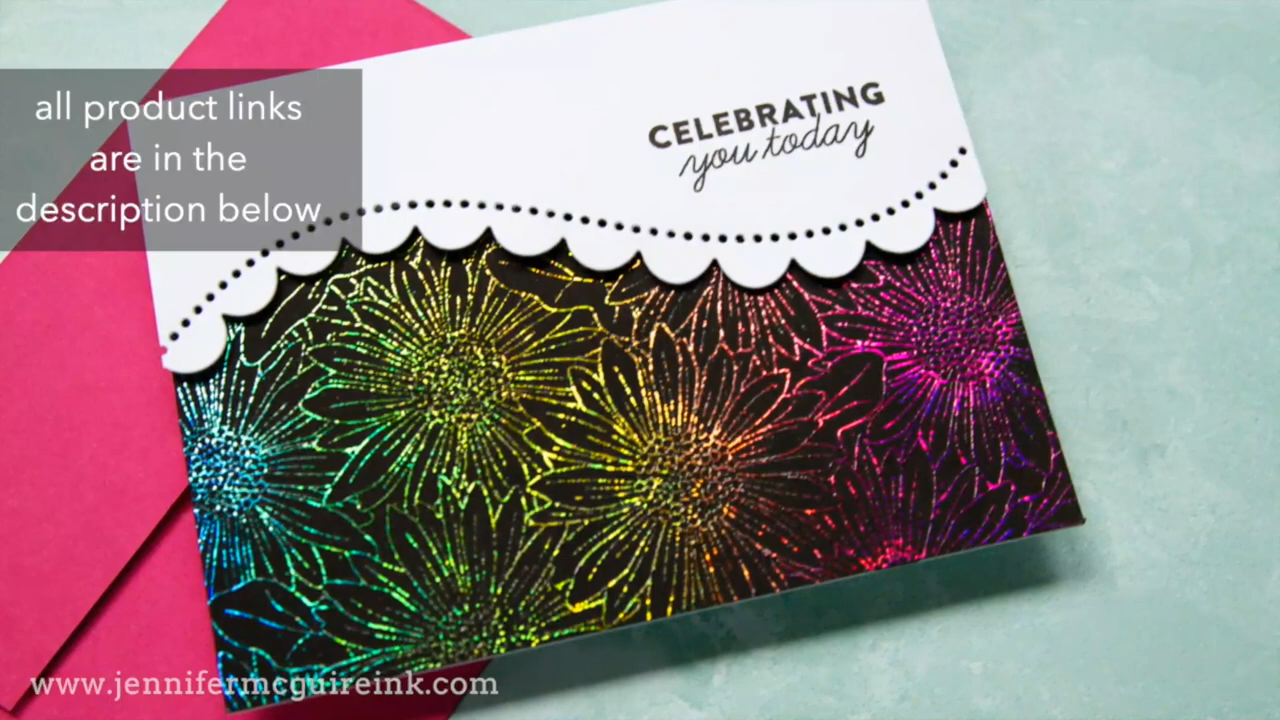 all product links
are in the
description below
CELEBRATING
you today
www.jennifermcguireink.com